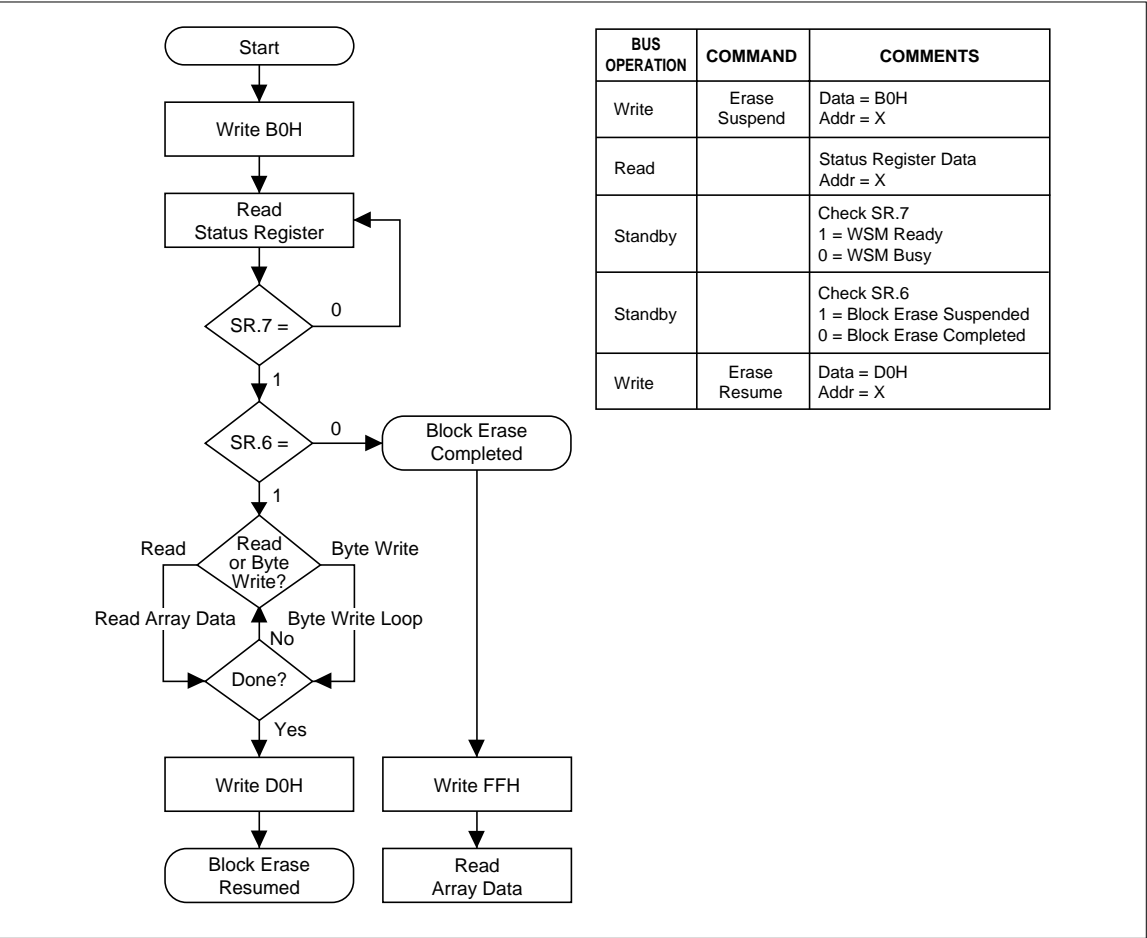 Start
Write B0H
Read
Status Register
SR.7 =
0
1
SR.6 =
0
Block Erase
Completed
1
Read
Read
or Byte
Write?
Byte Write
Read Array Data
Byte Write Loop
No
Done?
Yes
Write D0H
Write FFH
Block Erase
Resumed
Read
Array Data
BUS
OPERATION
COMMAND
COMMENTS
Write
Erase
Suspend
Data = B0H
Addr = X
Read
Status Register Data
Addr = X
Standby
Check SR.7
1 = WSM Ready
0 = WSM Busy
Standby
Check SR.6
1 = Block Erase Suspended
0 = Block Erase Completed
Write
Erase
Resume
Data = D0H
Addr = X